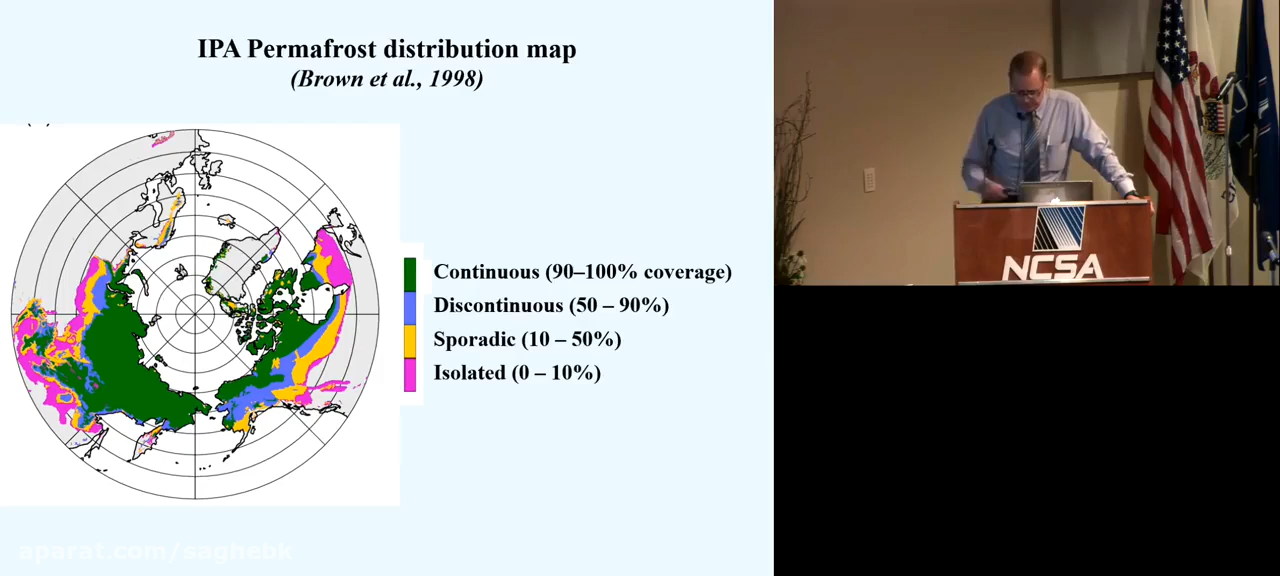 IPA Permafrost distribution map
(Brown et al., 1998)
Continuous (90–100% coverage)
Discontinuous (50 – 90%)
Sporadic (10 – 50%)
Isolated (0 – 10%)
NCSA
aparat.com/saghebk